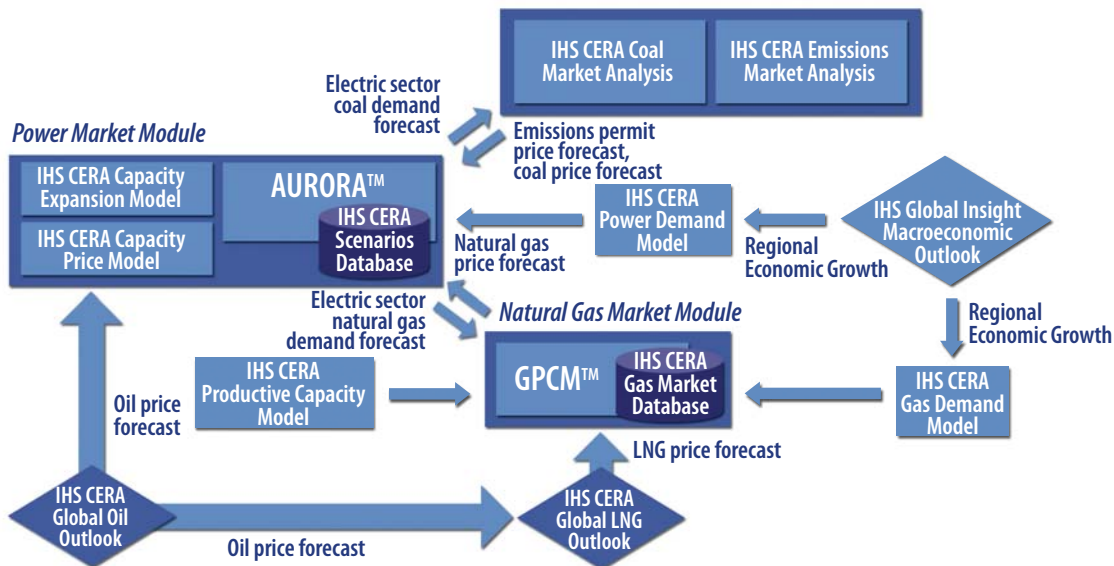 IHS CERA Coal
Market Analysis
IHS CERA Emissions
Market Analysis
Electric sector
coal demand
forecast
Power Market Module
Emissions permit
price forecast,
coal price forecast
IHS CERA Capacity
Expansion Model
AURORA™
IHS CERA
Scenarios
Database
IHS CERA Capacity
Price Model
IHS CERA
Power Demand
Model
IHS Global Insight
Macroeconomic
Outlook
Natural gas
price forecast
Regional
Economic Growth
Electric sector
natural gas
demand forecast
Natural Gas Market Module
Regional
Economic Growth
GPCM™
IHS CERA
Gas Market
Database
IHS CERA
Productive Capacity
Model
IHS CERA
Gas Demand
Model
Oil price
forecast
LNG price forecast
IHS CERA
Global Oil
Outlook
IHS CERA
Global LNG
Outlook
Oil price forecast